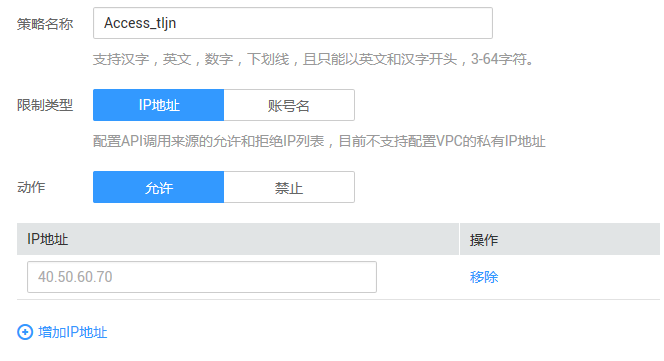 策略名称 Access_tljn
支持汉字，英文，数字，下划线，且只能以英文和汉字开头，3-64字符。
限制类型 IP地址 账号名
配置API调用来源的允许和拒绝IP列表，目前不支持配置VPC的私有IP地址
动作 允许 禁止
IP地址 操作
40.50.60.70 移除
增加IP地址